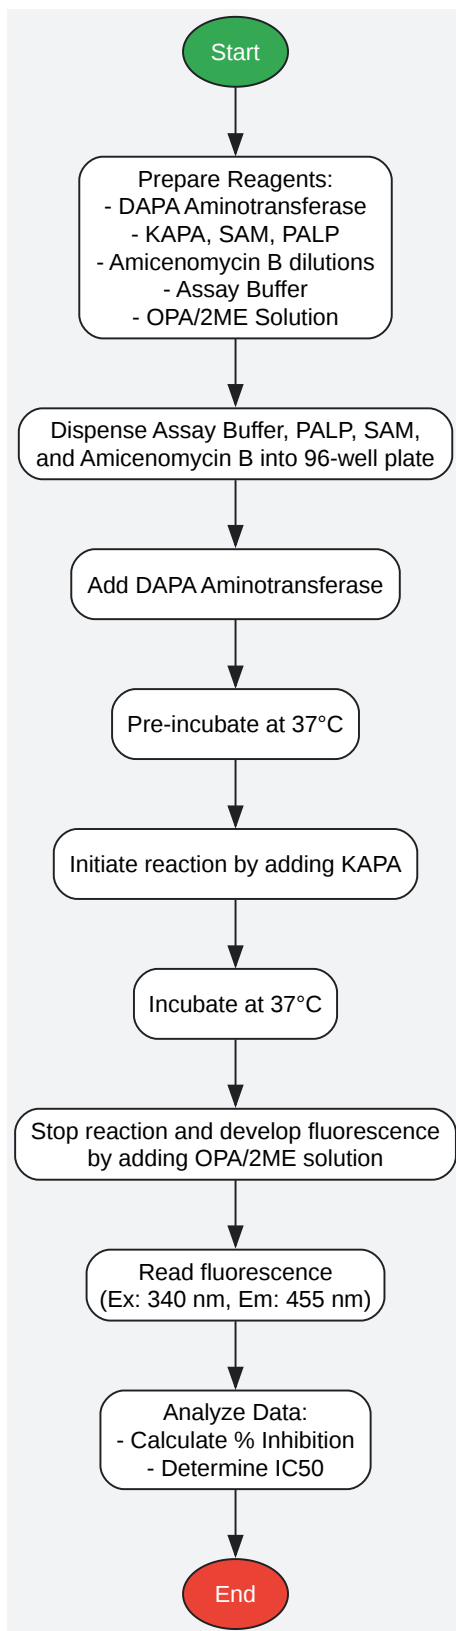 Start
Prepare Reagents:
- DAPA Aminotransferase
- KAPA, SAM, PALP
- Amicenomycin B dilutions
- Assay Buffer
- OPA/2ME Solution
Dispense Assay Buffer, PALP, SAM,
and Amicenomycin B into 96-well plate
Add DAPA Aminotransferase
Pre-incubate at 37°C
Initiate reaction by adding KAPA
Incubate at 37°C
Stop reaction and develop fluorescence
by adding OPA/2ME solution
Read fluorescence
(Ex: 340 nm, Em: 455 nm)
Analyze Data:
- Calculate % Inhibition
- Determine IC50
End